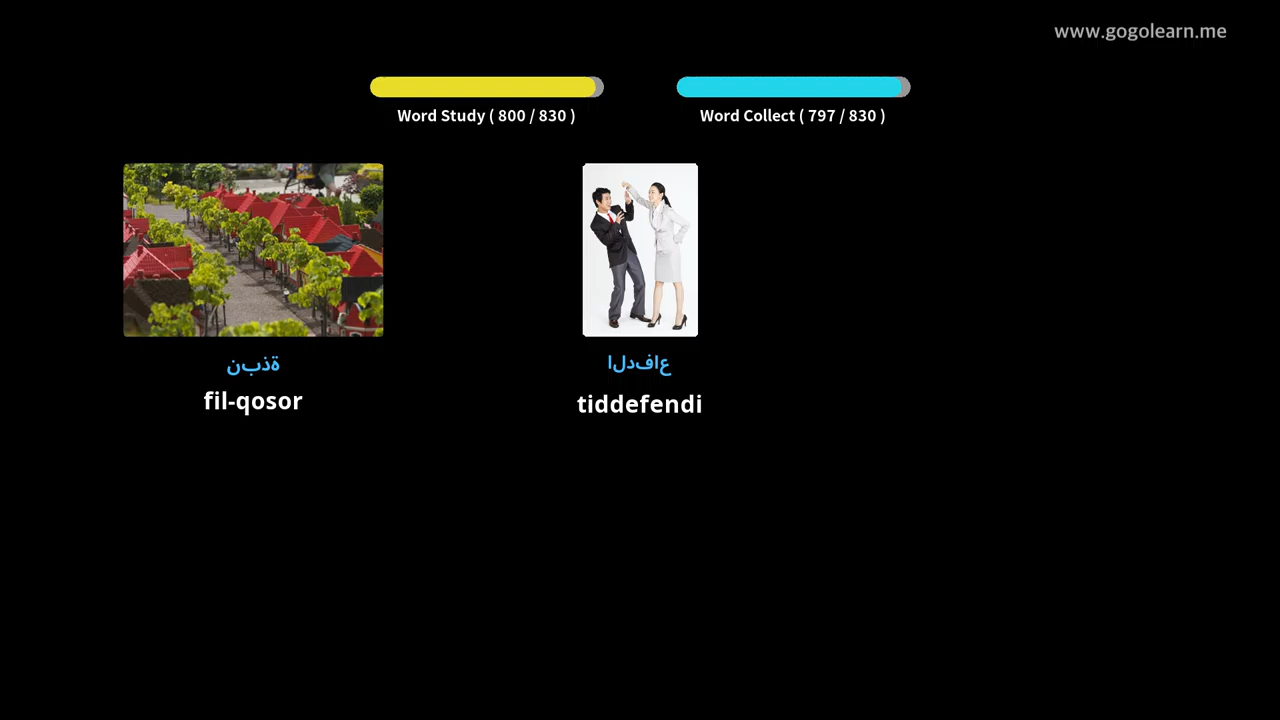 www.gogolearn.me
Word Study ( 800 / 830 )
Word Collect ( 797 / 830 )
ةذبن
fil-qosor
عافدلا
tiddefendi